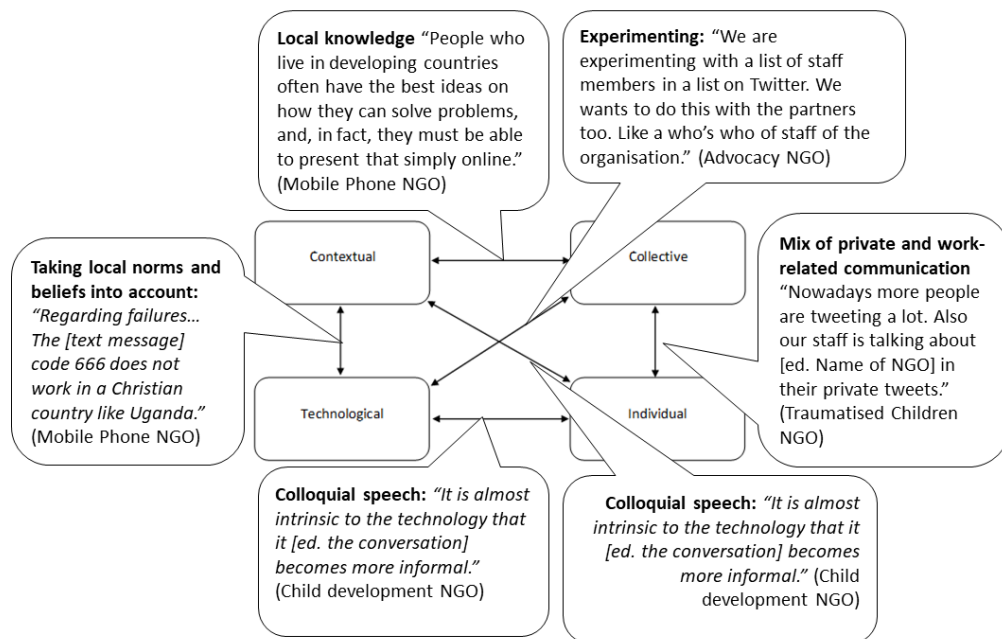 Local knowledge “People who
live in developing countries
often have the best ideas on
how they can solve problems,
and, in fact, they must be able
to present that simply online.”
(Mobile Phone NGO)
Experimenting: “We are
experimenting with a list of staff
members in a list on Twitter. We
wants to do this with the partners
too. Like a who’s who of staff of the
organisation.” (Advocacy NGO)
Taking local norms and
beliefs into account:
“Regarding failures…
The [text message]
code 666 does not
work in a Christian
country like Uganda.”
(Mobile Phone NGO)
Contextual
Collective
Mix of private and work-
related communication
“Nowadays more people
are tweeting a lot. Also
our staff is talking about
[ed. Name of NGO] in
their private tweets.”
(Traumatised Children
NGO)
Technological
Individual
Colloquial speech: “It is almost
intrinsic to the technology that
it [ed. the conversation]
becomes more informal.”
(Child development NGO)
Colloquial speech: “It is almost
intrinsic to the technology that it
[ed. the conversation] becomes
more informal.” (Child
development NGO)